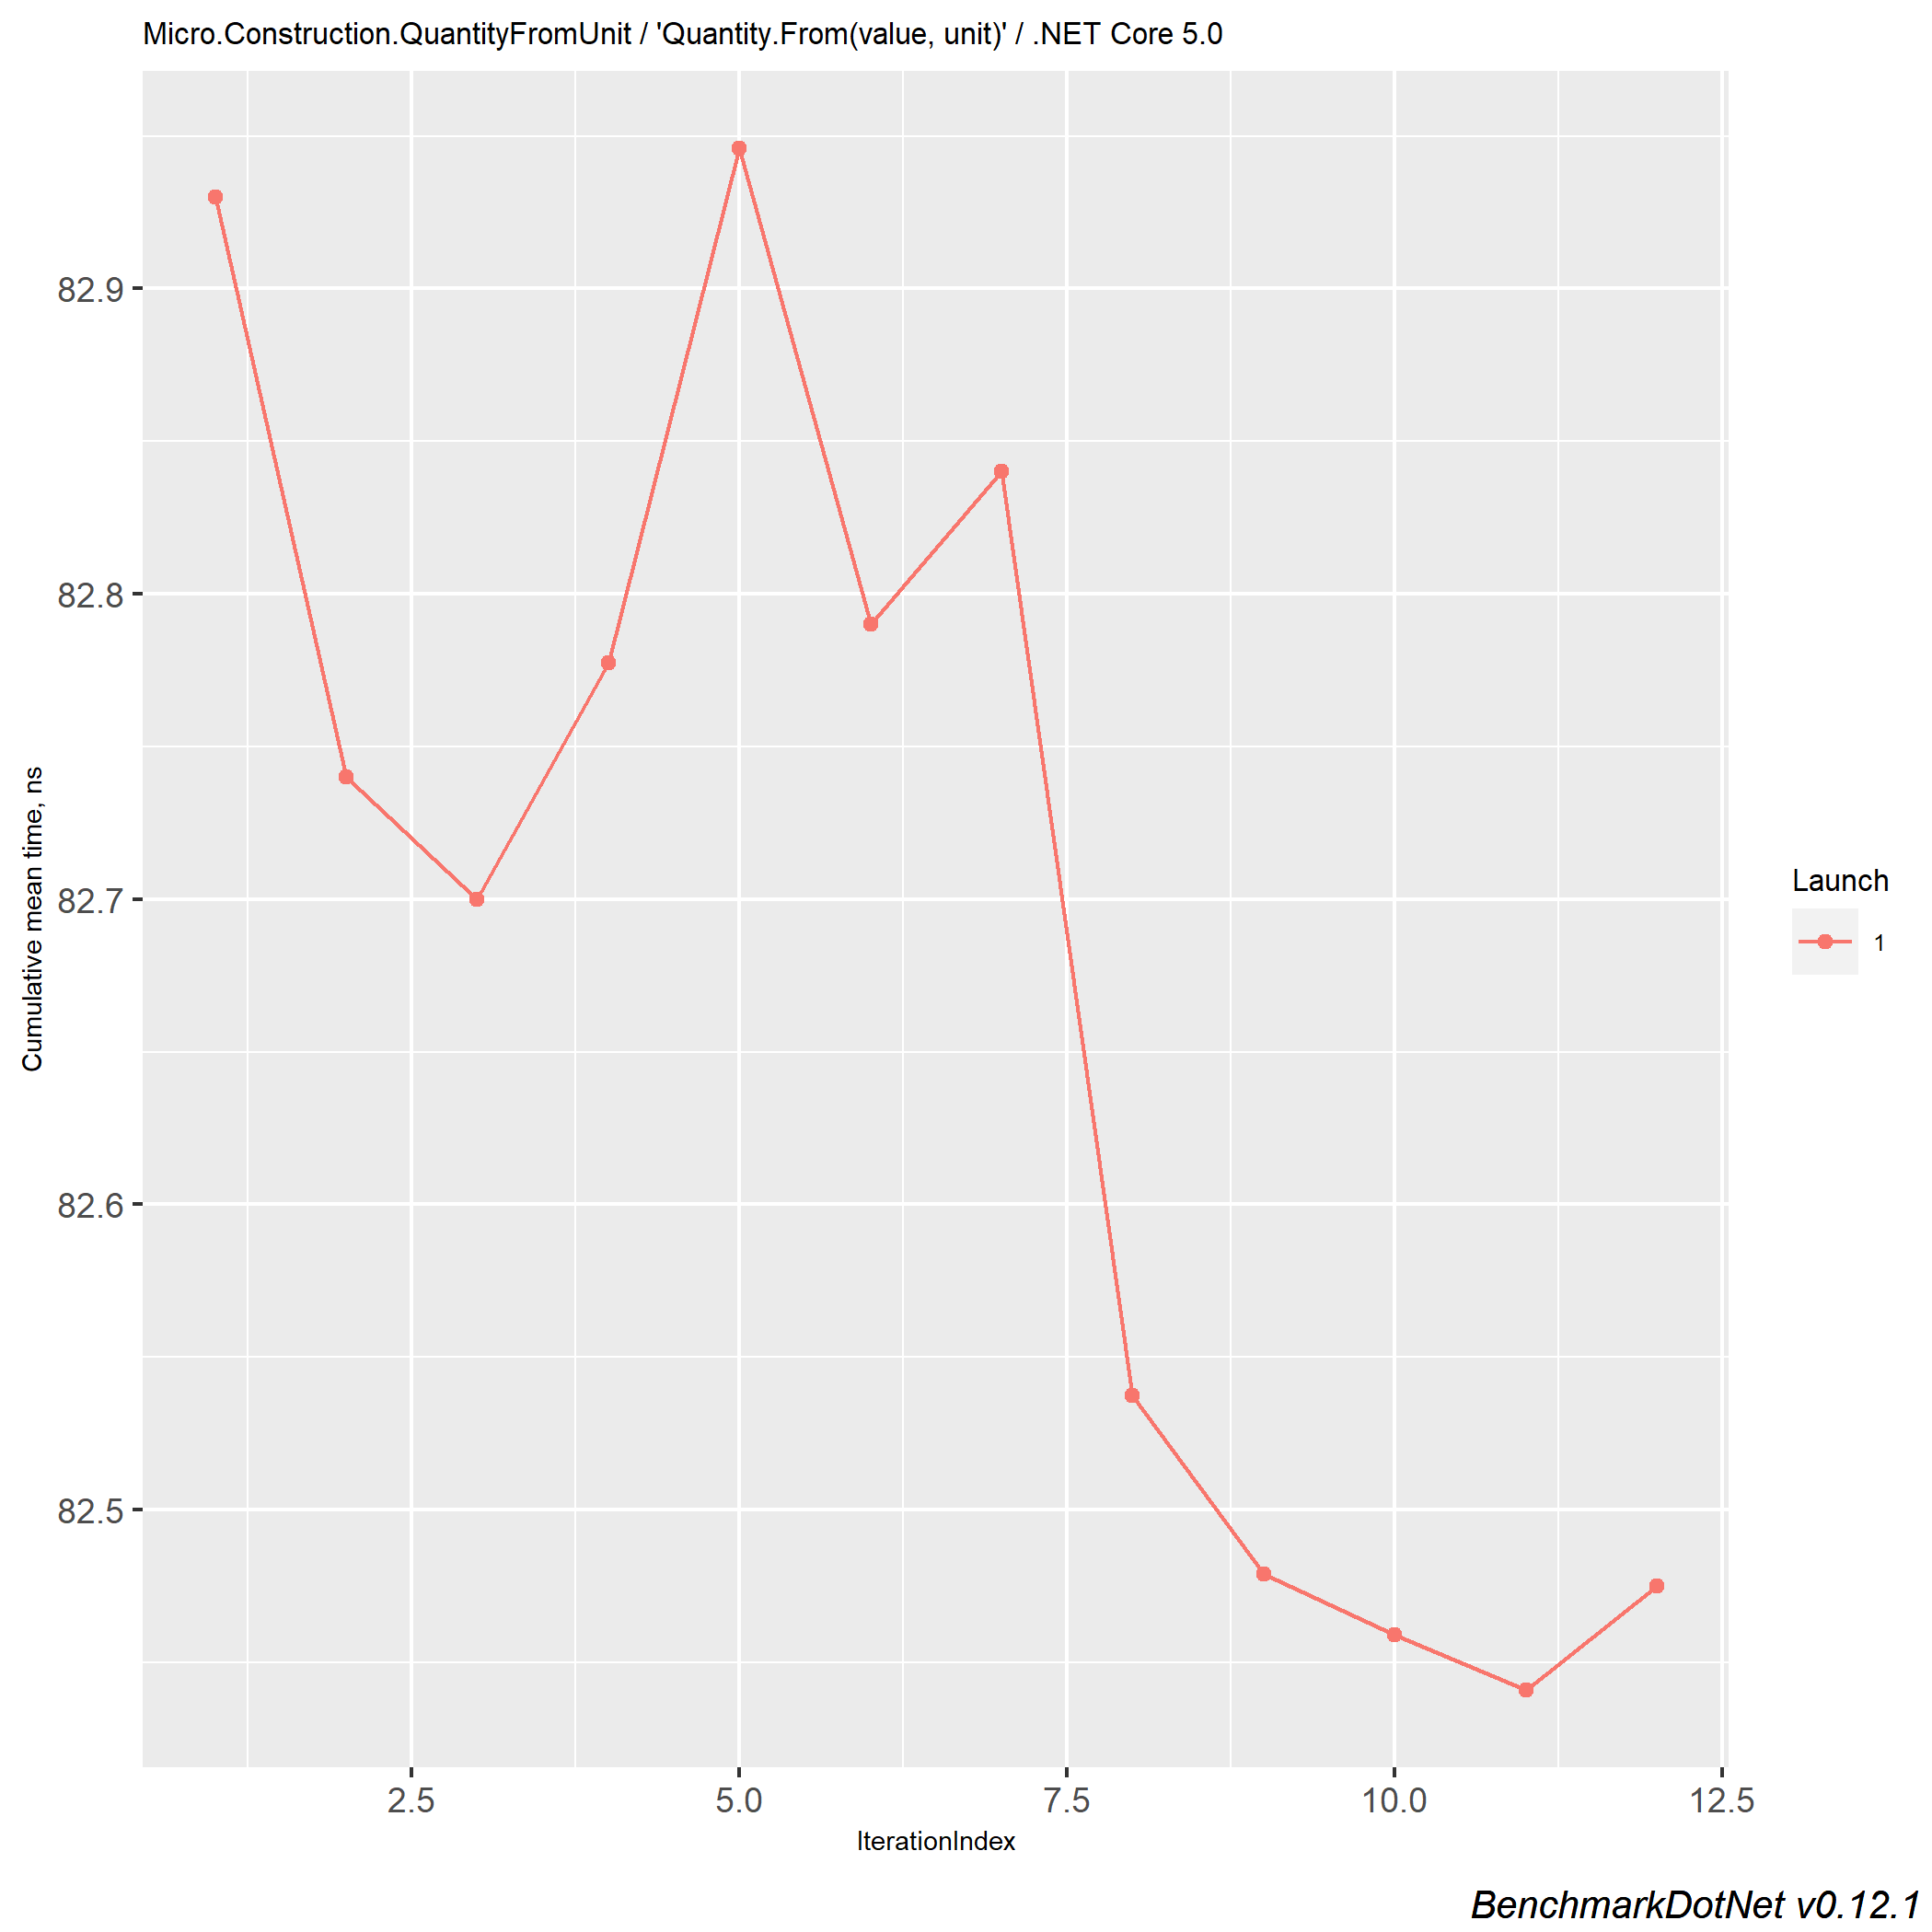 Micro.Construction.QuantityFromUnit / 'Quantity.From(value, unit)' / .NET Core 5.0
82.9
82.8
82.7
82.6
82.5
Cumulative mean time, ns
2.5
5.0
7.5
10.0
12.5
IterationIndex
Launch
1
BenchmarkDotNet v0.12.1